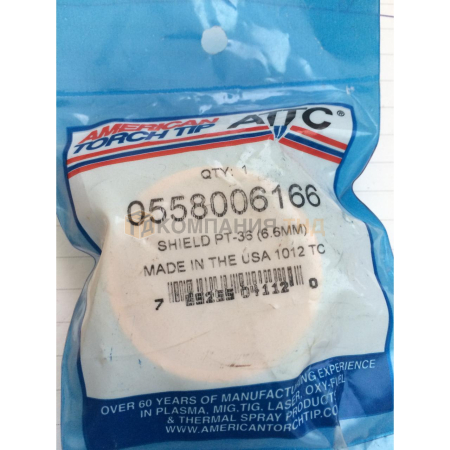 AMERICAN
TORCH TIP
ATTC®
QTY: 1
0558006166
SHIELD PT-36 (6.6MM)
MADE IN THE USA 1012 TC
OVER 60 YEARS OF MANUFACTURING EXPERIENCE
IN PLASMA, MIG,TIG, LASER, OXY-FUEL
& THERMAL SPRAY PRODUCTS
WWW.AMERICANTORCHTIP.CO